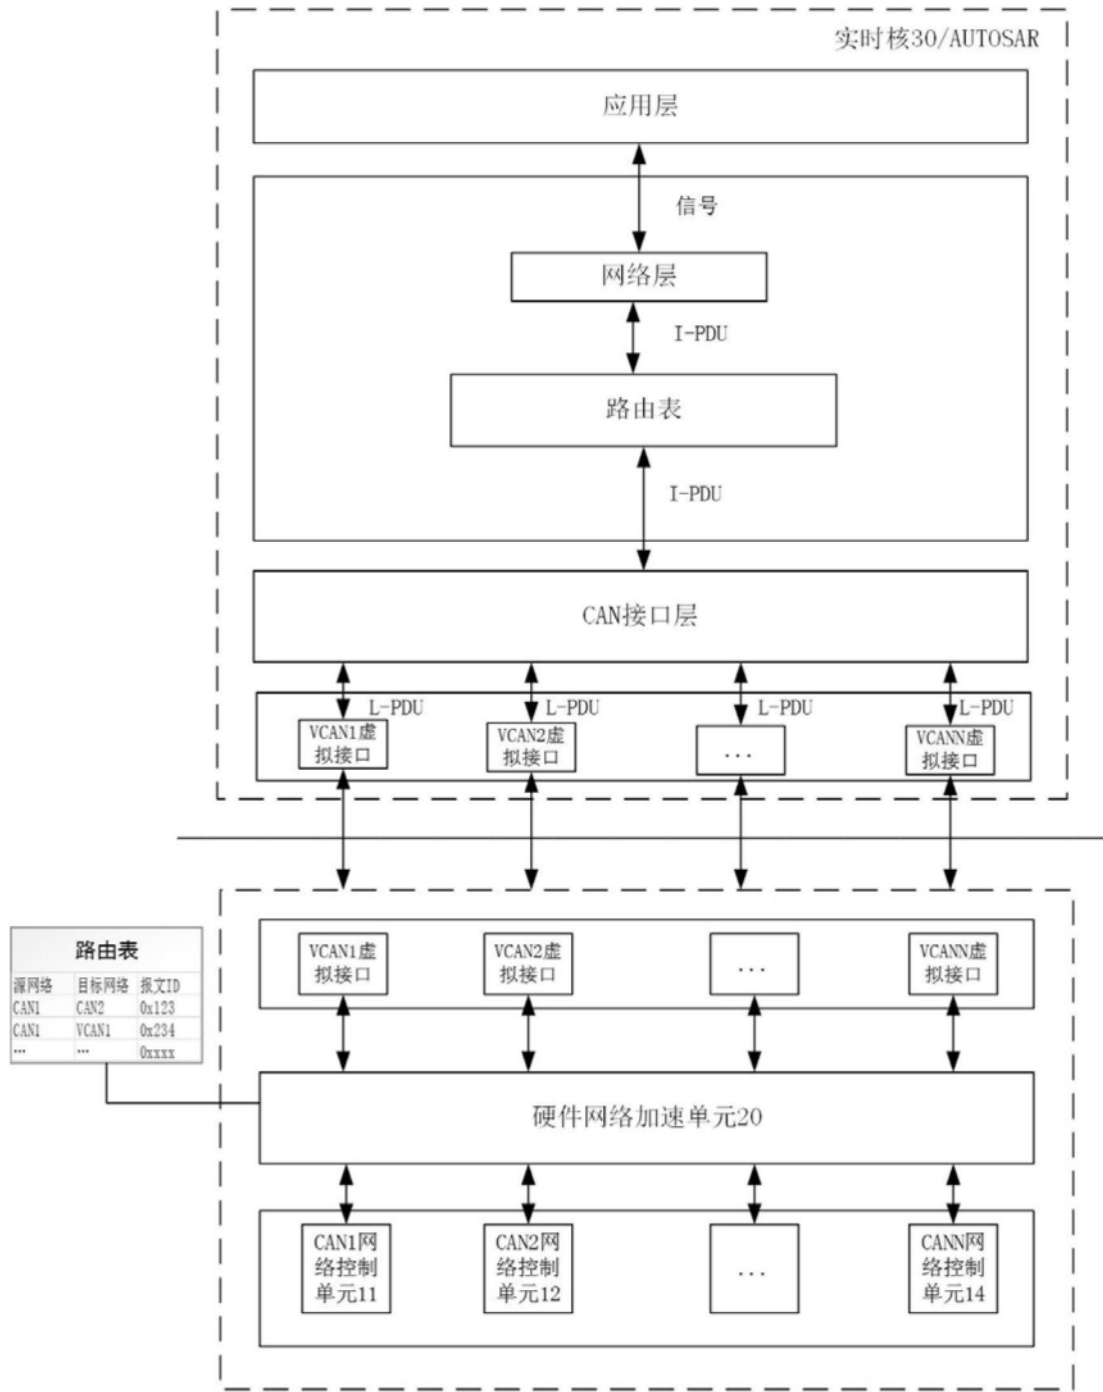 实时核30/AUTOSAR
应用层
信号
网络层
I-PDU
路由表
I-PDU
CAN接口层
L-PDU L-PDU L-PDU L-PDU
VCAN1虚 VCAN2虚 ... VCANN虚
拟接口 拟接口 拟接口
路由表
源网络 目标网络 报文ID
CAN1 CAN2 0x123
CAN1 VCAN1 0x234
… … 0xxx
VCAN1虚 VCAN2虚 ... VCANN虚
拟接口 拟接口 拟接口
硬件网络加速单元20
CAN1网 CAN2网 ... CANN网
络控制 络控制 络控制
单元11 单元12 单元14